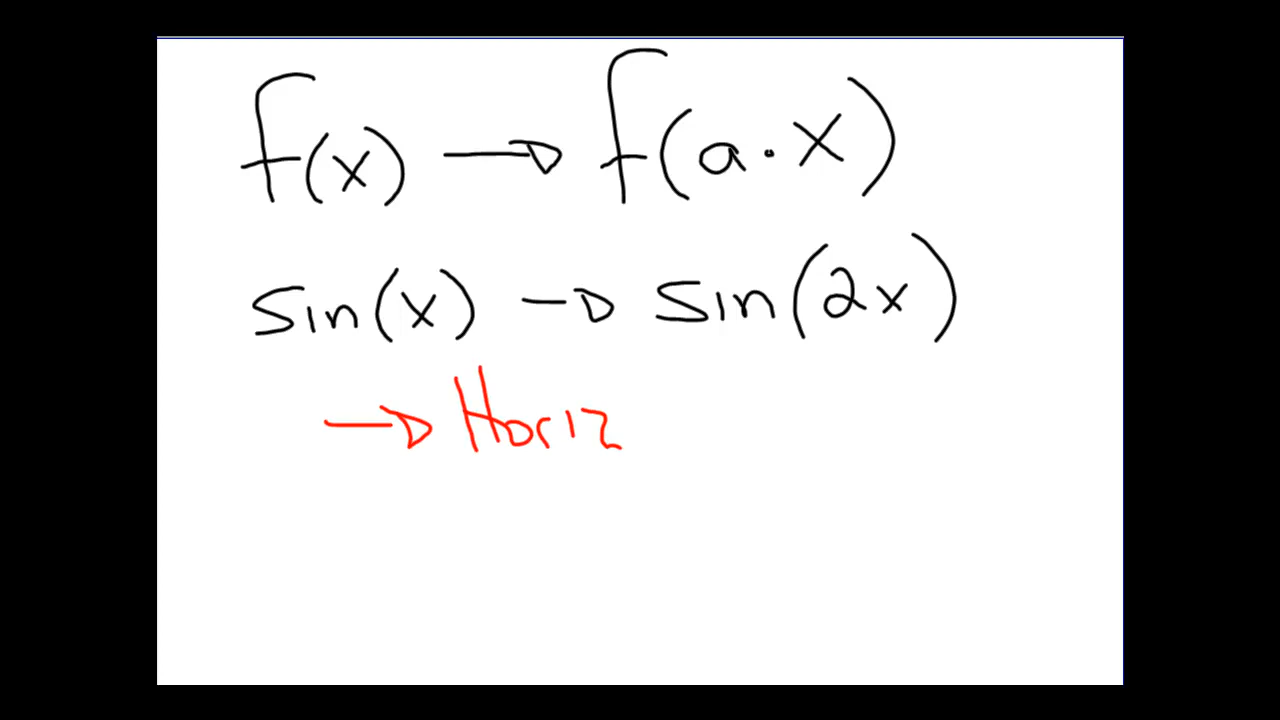 f(x) → f(a · x)
sin(x) → sin(2x)
→ Horiz